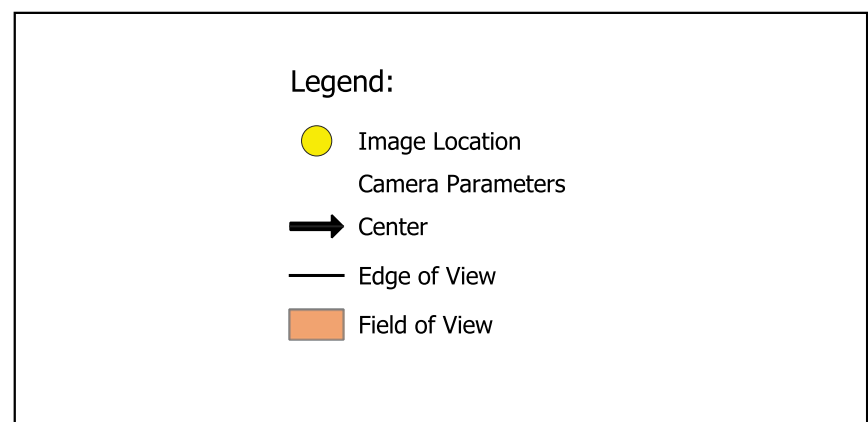 Legend:
Image Location
Camera Parameters
Center
Edge of View
Field of View